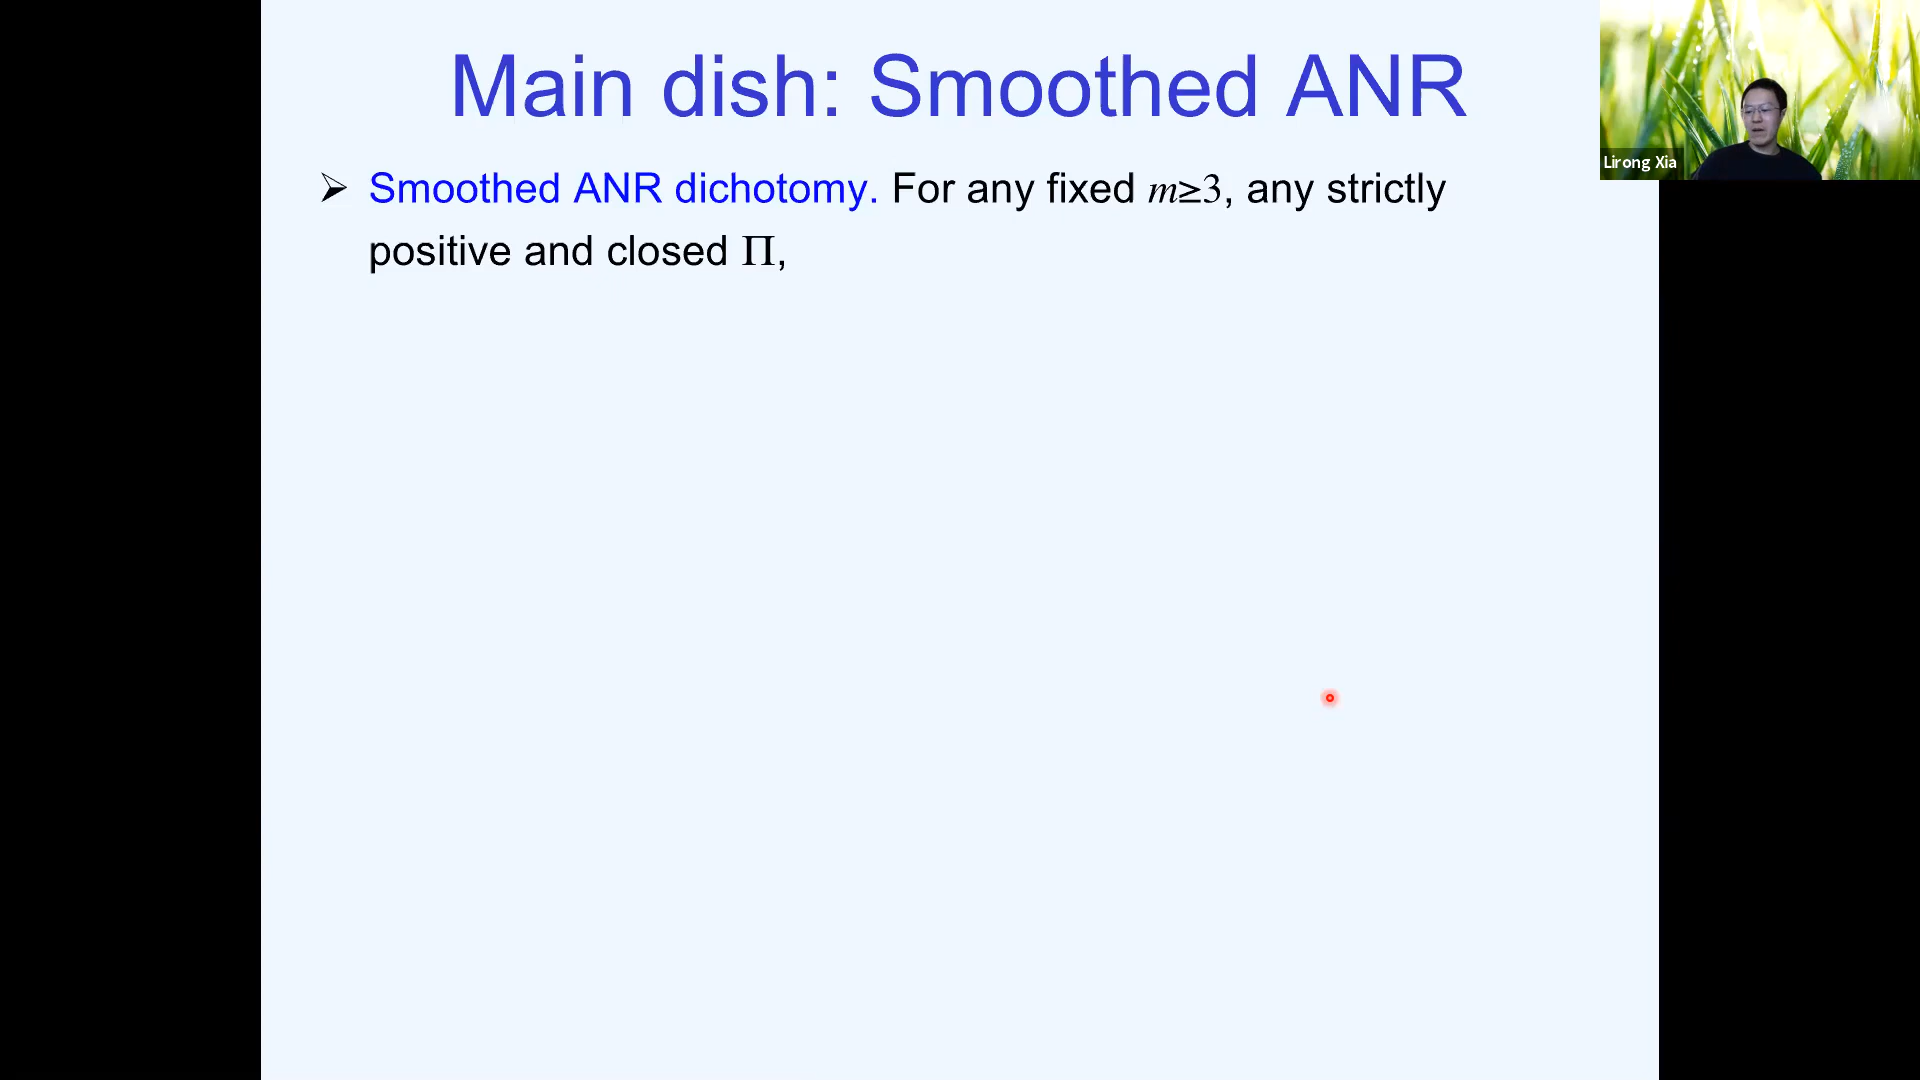 Main dish: Smoothed ANR
Lirong Xia
➢ Smoothed ANR dichotomy. For any fixed m≥3, any strictly
positive and closed Π,